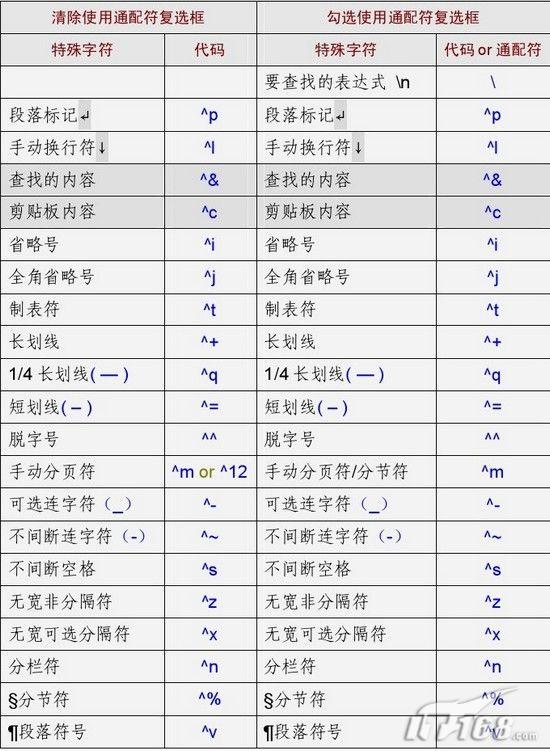 清除使用通配符复选框 勾选使用通配符复选框
特殊字符 代码 特殊字符 代码 or 通配符
要查找的表达式 \n \
段落标记↲ ^p 段落标记↲ ^p
手动换行符↓ ^l 手动换行符↓ ^l
查找的内容 ^& 查找的内容 ^&
剪贴板内容 ^c 剪贴板内容 ^c
省略号 ^i 省略号 ^i
全角省略号 ^j 全角省略号 ^j
制表符 ^t 制表符 ^t
长划线 ^+ 长划线 ^+
1/4 长划线( — ) ^q 1/4 长划线( — ) ^q
短划线( – ) ^= 短划线( – ) ^=
脱字号 ^^ 脱字号 ^^
手动分页符 ^m or ^12 手动分页符/分节符 ^m
可选连字符（_） ^- 可选连字符（_） ^-
不间断连字符（-） ^~ 不间断连字符（-） ^~
不间断空格 ^s 不间断空格 ^s
无宽非分隔符 ^z 无宽非分隔符 ^z
无宽可选分隔符 ^x 无宽可选分隔符 ^x
分栏符 ^n 分栏符 ^n
§分节符 ^% §分节符 ^%
¶段落符号 ^v ¶段落符号 ^v
IT168.com